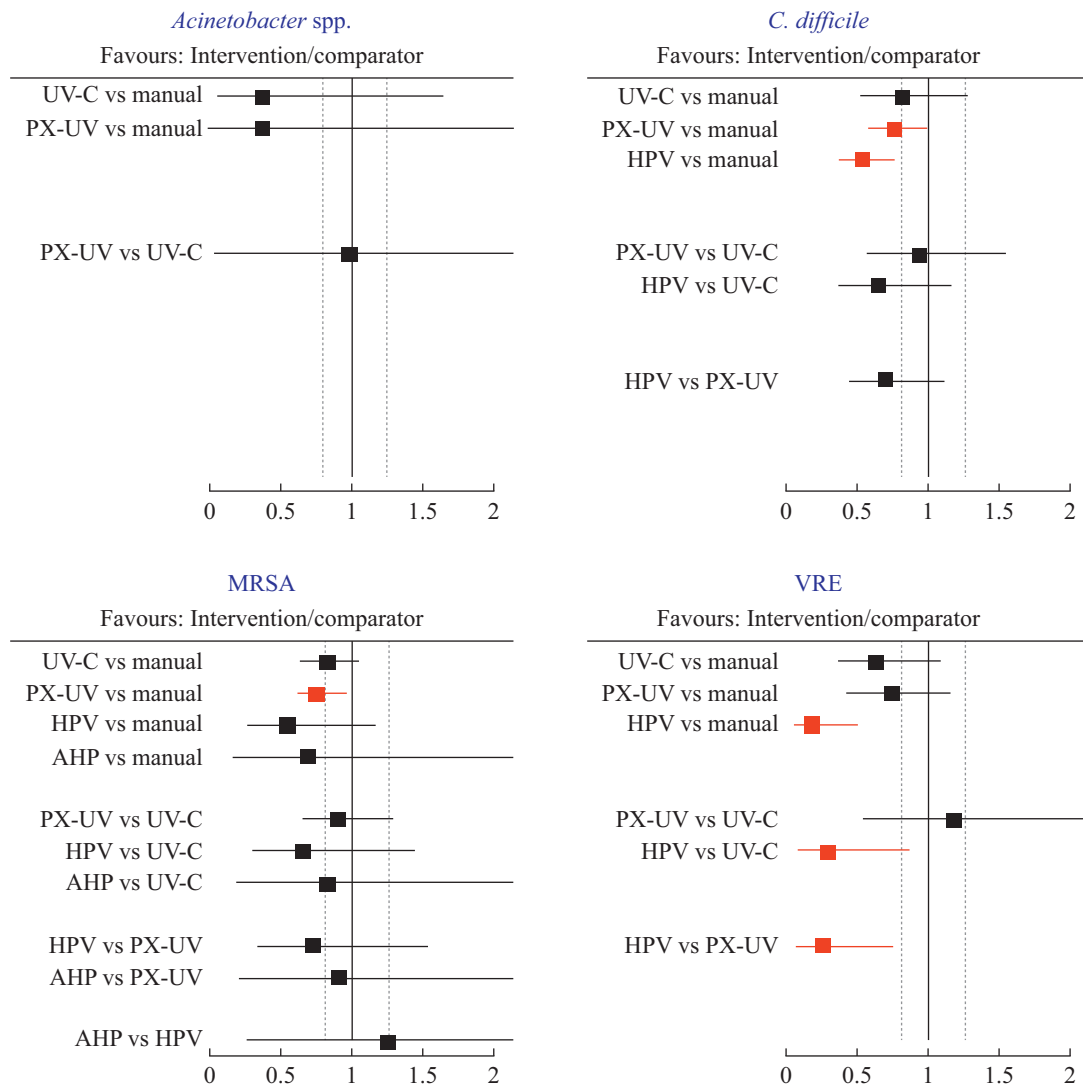 Acinetobacter spp.
Favours: Intervention/comparator
UV-C vs manual
PX-UV vs manual
PX-UV vs UV-C
0 0.5 1 1.5 2
C. difficile
Favours: Intervention/comparator
UV-C vs manual
PX-UV vs manual
HPV vs manual
PX-UV vs UV-C
HPV vs UV-C
HPV vs PX-UV
0 0.5 1 1.5 2
MRSA
Favours: Intervention/comparator
UV-C vs manual
PX-UV vs manual
HPV vs manual
AHP vs manual
PX-UV vs UV-C
HPV vs UV-C
AHP vs UV-C
HPV vs PX-UV
AHP vs PX-UV
AHP vs HPV
0 0.5 1 1.5 2
VRE
Favours: Intervention/comparator
UV-C vs manual
PX-UV vs manual
HPV vs manual
PX-UV vs UV-C
HPV vs UV-C
HPV vs PX-UV
0 0.5 1 1.5 2